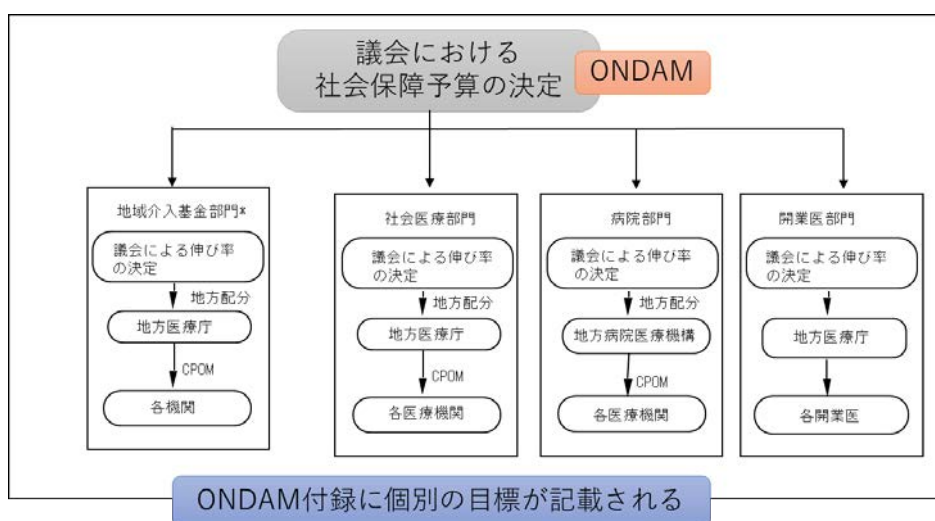 議会における
社会保障予算の決定
ONDAM
地域介入基金部門*
議会による伸び率
の決定
地方配分
地方医療庁
CPOM
各機関
社会医療部門
議会による伸び率
の決定
地方配分
地方医療庁
CPOM
各医療機関
病院部門
議会による伸び率
の決定
地方配分
地方病院医療機構
CPOM
各医療機関
開業医部門
議会による伸び率
の決定
地方医療庁
各開業医
ONDAM付録に個別の目標が記載される